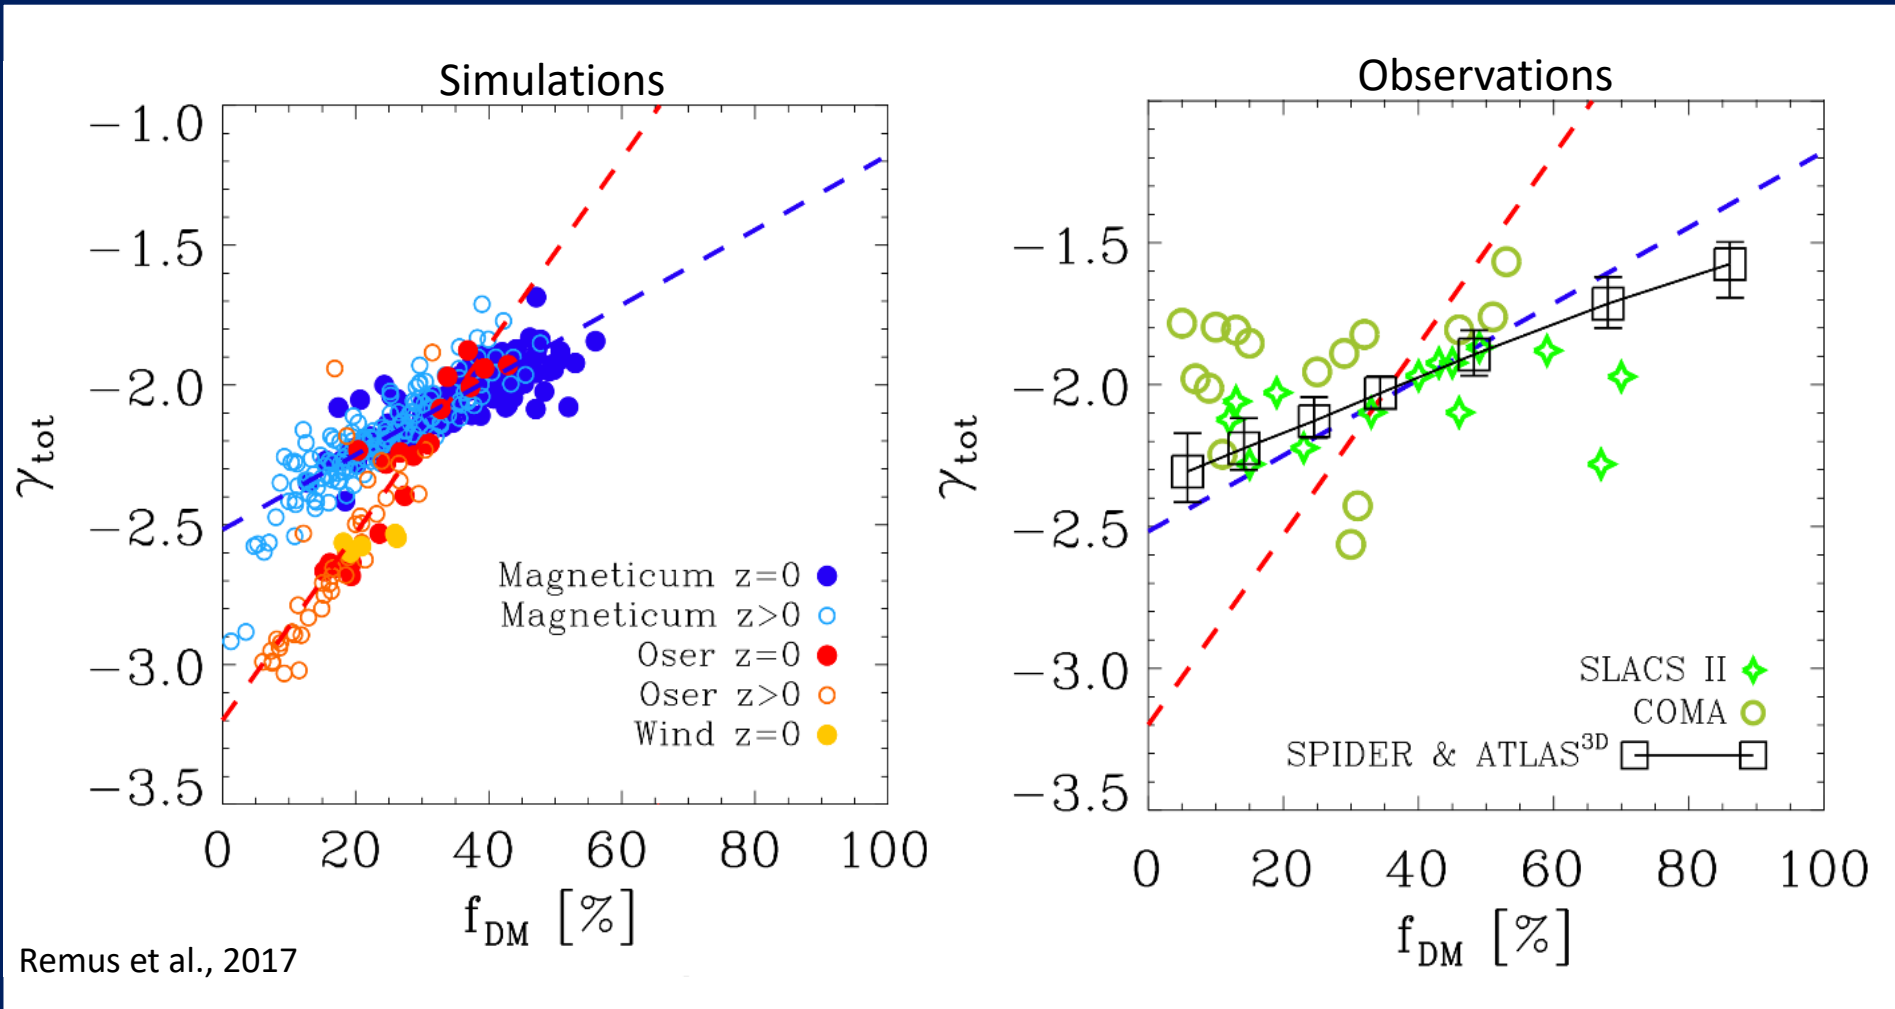 Simulations
−1.0
−1.5
−2.0
−2.5
−3.0
−3.5
γtot
Magneticum z=0
Magneticum z>0
Oser z=0
Oser z>0
Wind z=0
0 20 40 60 80 100
fDM [%]
Observations
−1.5
−2.0
−2.5
−3.0
−3.5
γtot
SLACS II
COMA
SPIDER & ATLAS3D
0 20 40 60 80 100
fDM [%]
Remus et al., 2017